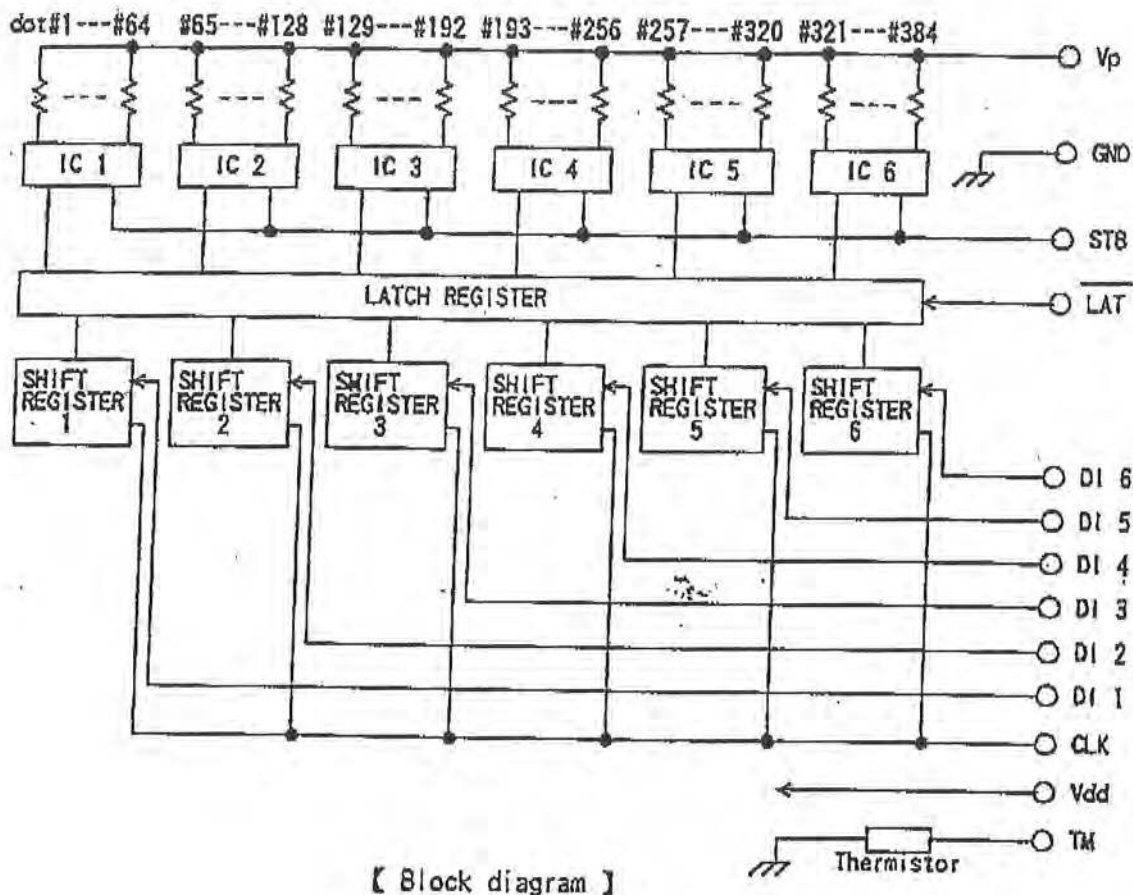 dot#1---#64 #65---#128 #129---#192 #193---#256 #257---#320 #321---#384
Vp
IC 1 IC 2 IC 3 IC 4 IC 5 IC 6
GND
STB
LATCH REGISTER
LAT
SHIFT REGISTER 1
SHIFT REGISTER 2
SHIFT REGISTER 3
SHIFT REGISTER 4
SHIFT REGISTER 5
SHIFT REGISTER 6
DI 6
DI 5
DI 4
DI 3
DI 2
DI 1
CLK
Vdd
TM
Thermistor
【 Block diagram 】